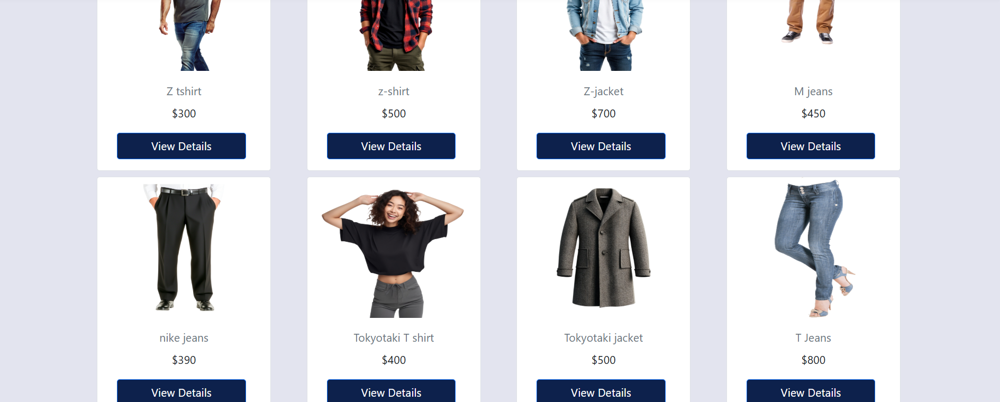 Z tshirt
$300
View Details
z-shirt
$500
View Details
Z-jacket
$700
View Details
M jeans
$450
View Details
nike jeans
$390
View Details
Tokyotaki T shirt
$400
View Details
Tokyotaki jacket
$500
View Details
T Jeans
$800
View Details